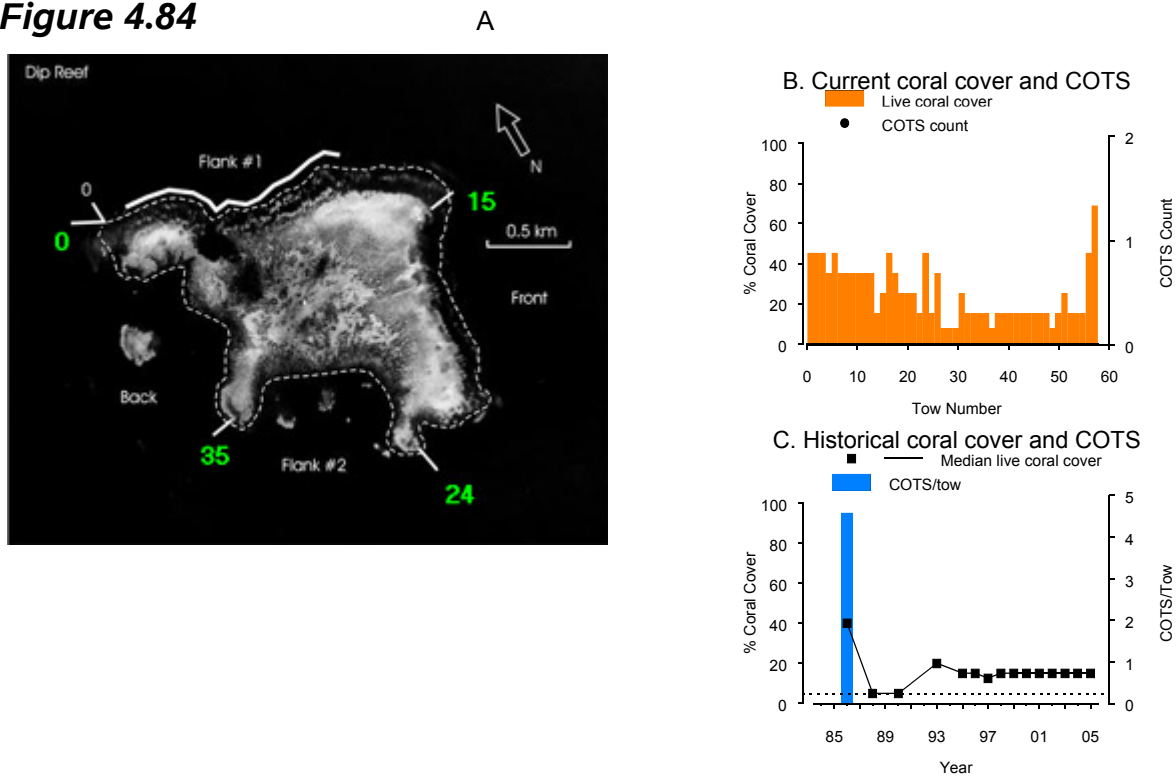 Figure 4.84
A
Dip Reef
Flank #1
N
0
0
15
0.5 km
Front
Back
35
Flank #2
24
B. Current coral cover and COTS
Live coral cover
COTS count
100
80
60
40
20
0
% Coral Cover
2
1
0
COTS Count
0 10 20 30 40 50 60
Tow Number
C. Historical coral cover and COTS
Median live coral cover
COTS/tow
100
80
60
40
20
0
% Coral Cover
5
4
3
2
1
0
COTS/Tow
85 89 93 97 01 05
Year